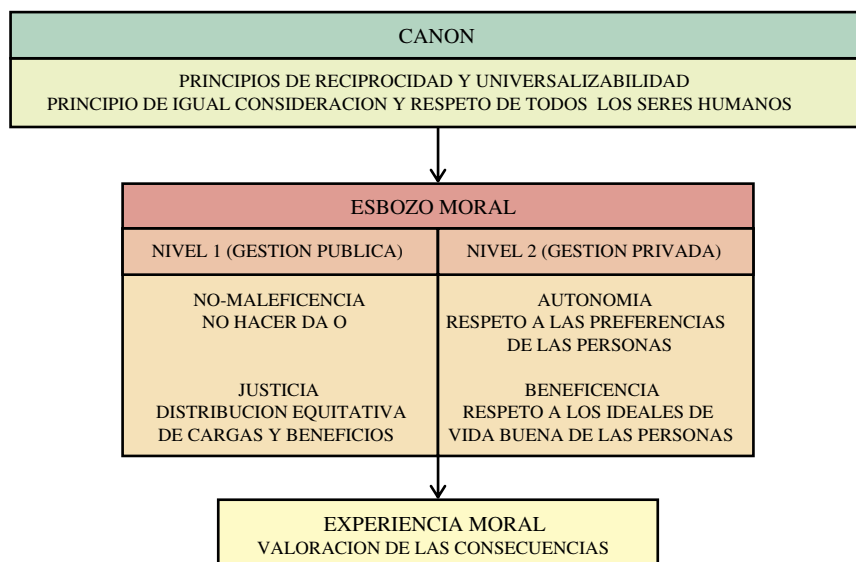 CANON
PRINCIPIOS DE RECIPROCIDAD Y UNIVERSALIZABILIDAD
PRINCIPIO DE IGUAL CONSIDERACION Y RESPETO DE TODOS LOS SERES HUMANOS
ESBOZO MORAL
NIVEL 1 (GESTION PUBLICA)
NO-MALEFICENCIA
NO HACER DA O
JUSTICIA
DISTRIBUCION EQUITATIVA
DE CARGAS Y BENEFICIOS
NIVEL 2 (GESTION PRIVADA)
AUTONOMIA
RESPETO A LAS PREFERENCIAS
DE LAS PERSONAS
BENEFICENCIA
RESPETO A LOS IDEALES DE
VIDA BUENA DE LAS PERSONAS
EXPERIENCIA MORAL
VALORACION DE LAS CONSECUENCIAS